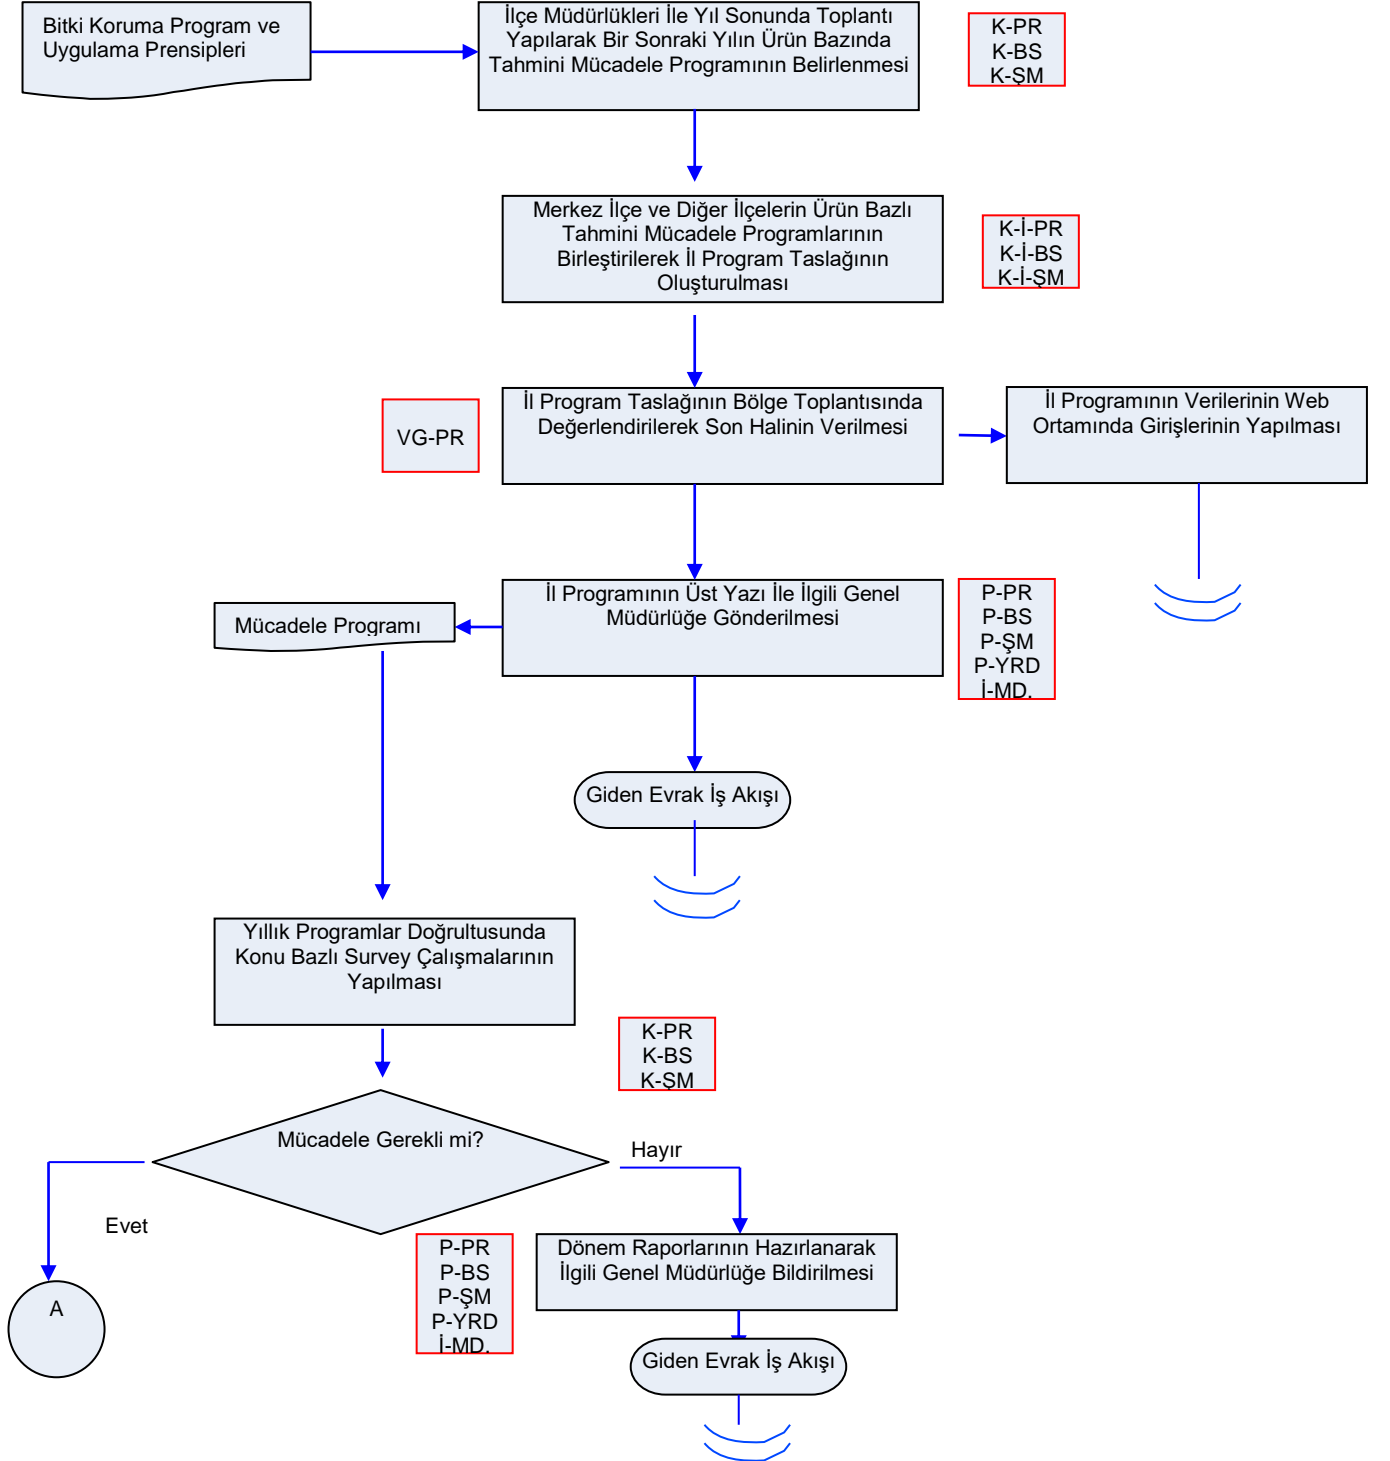 Bitki Koruma Program ve
Uygulama Prensipleri
İlçe Müdürlükleri İle Yıl Sonunda Toplantı
Yapılarak Bir Sonraki Yılın Ürün Bazında
Tahmini Mücadele Programının Belirlenmesi
K-PR
K-BS
K-ŞM
Merkez İlçe ve Diğer İlçelerin Ürün Bazlı
Tahmini Mücadele Programlarının
Birleştirilerek İl Program Taslağının
Oluşturulması
K-İ-PR
K-İ-BS
K-İ-ŞM
VG-PR
İl Program Taslağının Bölge Toplantısında
Değerlendirilerek Son Halinin Verilmesi
İl Programının Verilerinin Web
Ortamında Girişlerinin Yapılması
Mücadele Programı
İl Programının Üst Yazı İle İlgili Genel
Müdürlüğe Gönderilmesi
P-PR
P-BS
P-ŞM
P-YRD
İ-MD.
Giden Evrak İş Akışı
Yıllık Programlar Doğrultusunda
Konu Bazlı Survey Çalışmalarının
Yapılması
K-PR
K-BS
K-ŞM
Mücadele Gerekli mi?
Hayır
Evet
P-PR
P-BS
P-ŞM
P-YRD
İ-MD.
Dönem Raporlarının Hazırlanarak
İlgili Genel Müdürlüğe Bildirilmesi
A
Giden Evrak İş Akışı